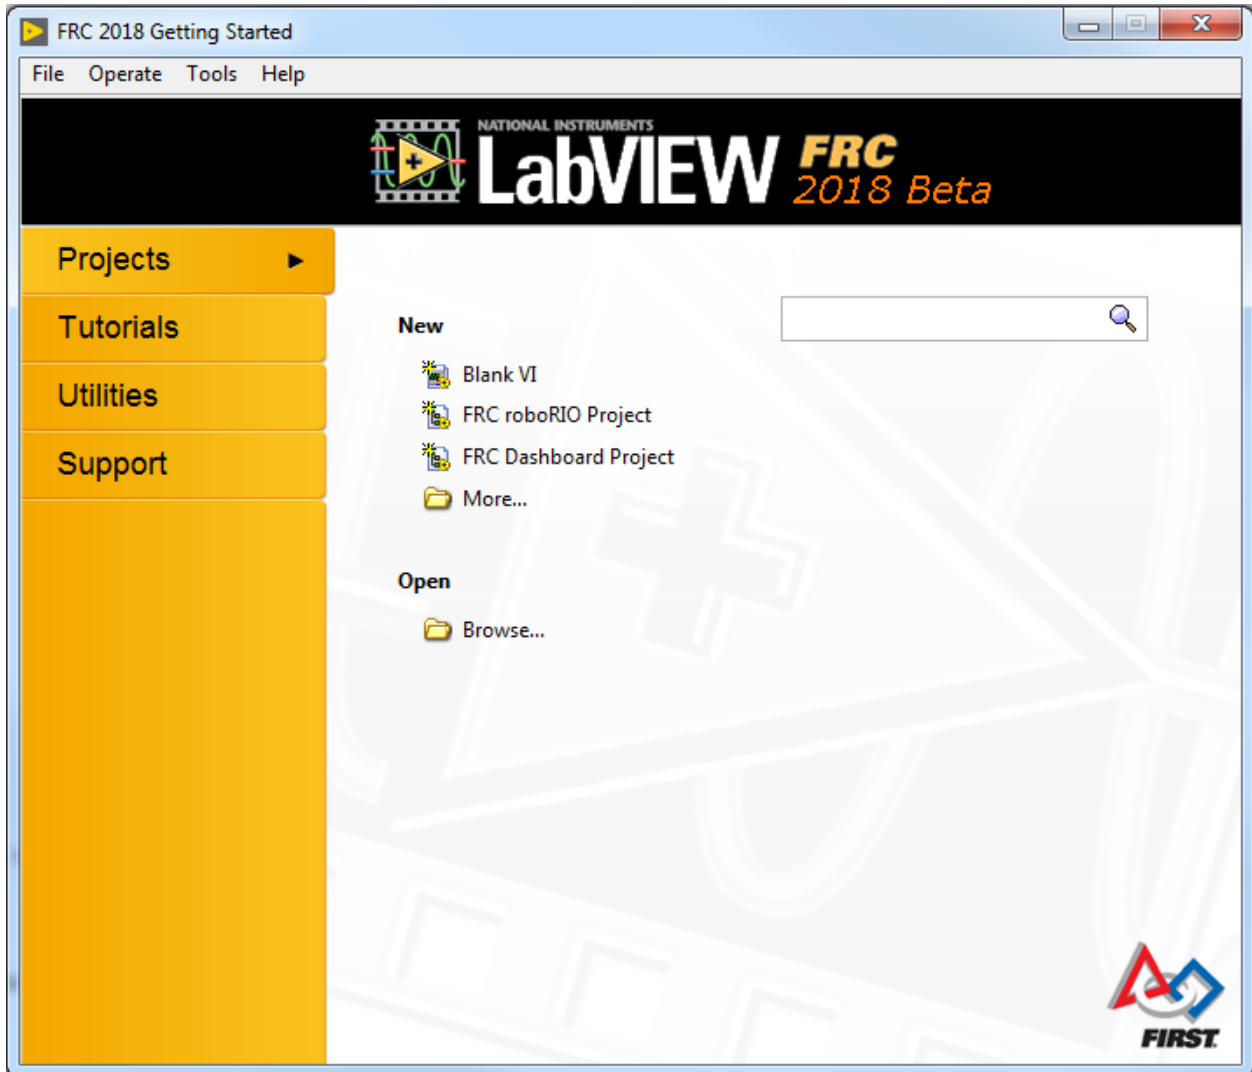 FRC 2018 Getting Started
File Operate Tools Help
NATIONAL INSTRUMENTS
LabVIEW FRC
2018 Beta
Projects
Tutorials
Utilities
Support
New
Blank VI
FRC roboRIO Project
FRC Dashboard Project
More...
Open
Browse...
FIRST.